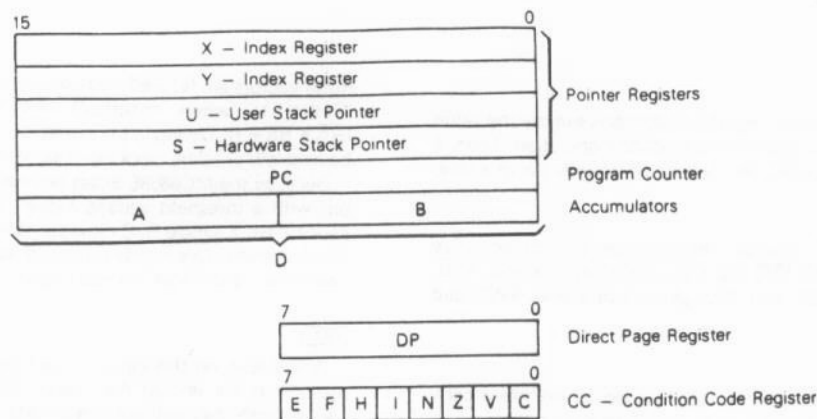 15 0
X – Index Register
Y – Index Register
U – User Stack Pointer
S – Hardware Stack Pointer
Pointer Registers
PC
Program Counter
A B
Accumulators
D
7 0
DP
Direct Page Register
7 0
E F H I N Z V C
CC – Condition Code Register